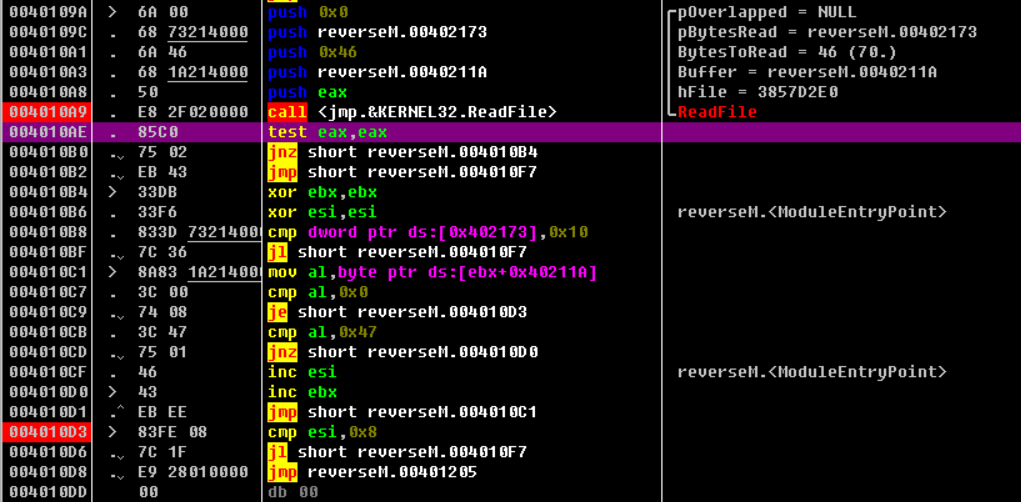 0040109A > 6A 00 push 0x0 pOverlapped = NULL
0040109C . 68 73214000 push reverseM.00402173 pBytesRead = reverseM.00402173
004010A1 . 6A 46 push 0x46 BytesToRead = 46 (70.)
004010A3 . 68 1A214000 push reverseM.0040211A Buffer = reverseM.0040211A
004010A8 . 50 push eax hFile = 3857D2E0
004010A9 . E8 2F020000 call <jmp.&KERNEL32.ReadFile> ReadFile
004010AE . 85C0 test eax,eax
004010B0 .ˇ 75 02 jnz short reverseM.004010B4
004010B2 .ˇ EB 43 jmp short reverseM.004010F7
004010B4 > 33DB xor ebx,ebx
004010B6 . 33F6 xor esi,esi reverseM.<ModuleEntryPoint>
004010B8 . 833D 7321400 cmp dword ptr ds:[0x402173],0x10
004010BF .ˇ 7C 36 jl short reverseM.004010F7
004010C1 > 8A83 1A21400 mov al,byte ptr ds:[ebx+0x40211A]
004010C7 . 3C 00 cmp al,0x0
004010C9 .ˇ 74 08 je short reverseM.004010D3
004010CB . 3C 47 cmp al,0x47
004010CD .ˇ 75 01 jnz short reverseM.004010D0
004010CF . 46 inc esi reverseM.<ModuleEntryPoint>
004010D0 > 43 inc ebx
004010D1 .^ EB EE jmp short reverseM.004010C1
004010D3 > 83FE 08 cmp esi,0x8
004010D6 .ˇ 7C 1F jl short reverseM.004010F7
004010D8 .ˇ E9 28010000 jmp reverseM.00401205
004010DD 00 db 00